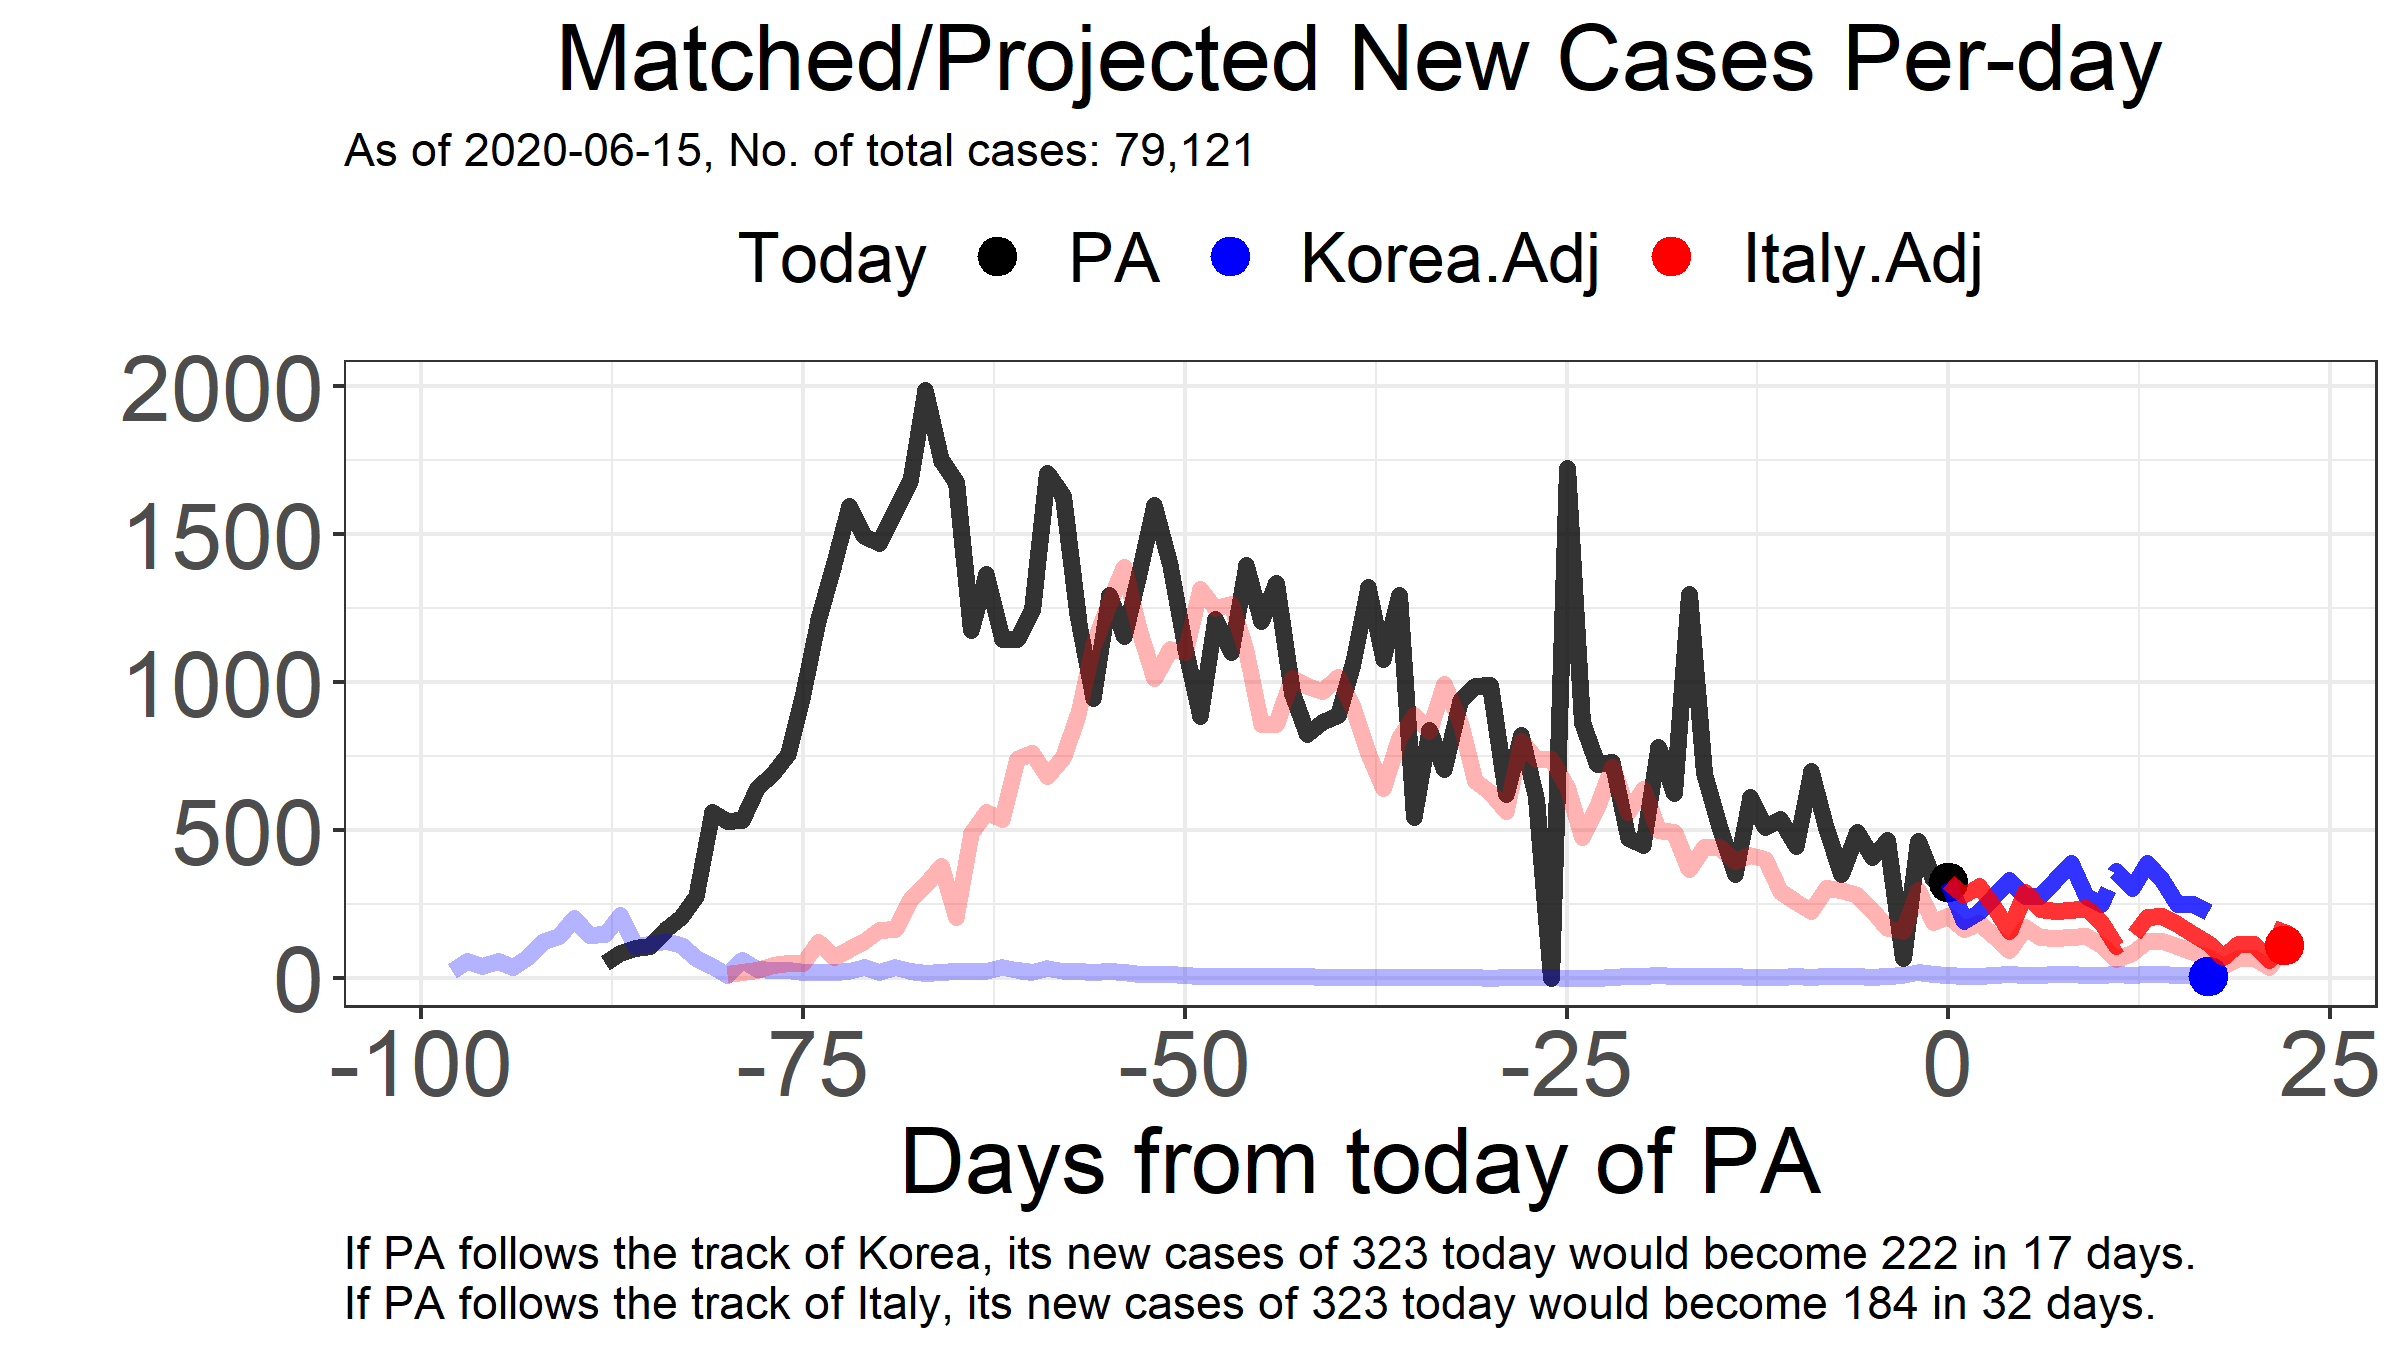 Matched/Projected New Cases Per-day
As of 2020-06-15, No. of total cases: 79,121
Today PA Korea.Adj Italy.Adj
2000
1500
1000
500
0
-100 -75 -50 -25 0 25
Days from today of PA
If PA follows the track of Korea, its new cases of 323 today would become 222 in 17 days.
If PA follows the track of Italy, its new cases of 323 today would become 184 in 32 days.